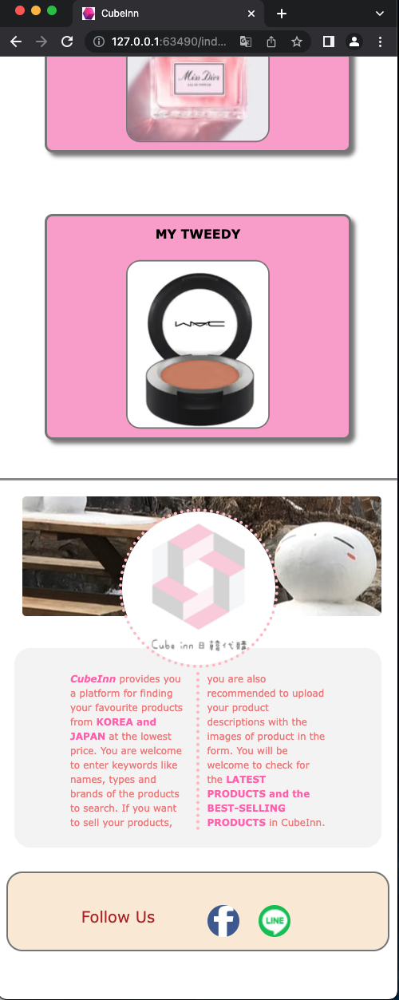 CubeInn
127.0.0.1:63490/ind...
Miss Dior
MY TWEEDY
MAC
Cube inn 日韓代購
CubeInn provides you
a platform for finding
your favourite products
from KOREA and
JAPAN at the lowest
price. You are welcome
to enter keywords like
names, types and
brands of the products
to search. If you want
to sell your products,
you are also
recommended to upload
your product
descriptions with the
images of product in the
form. You will be
welcome to check for
the LATEST
PRODUCTS and the
BEST-SELLING
PRODUCTS in CubeInn.
Follow Us
LINE